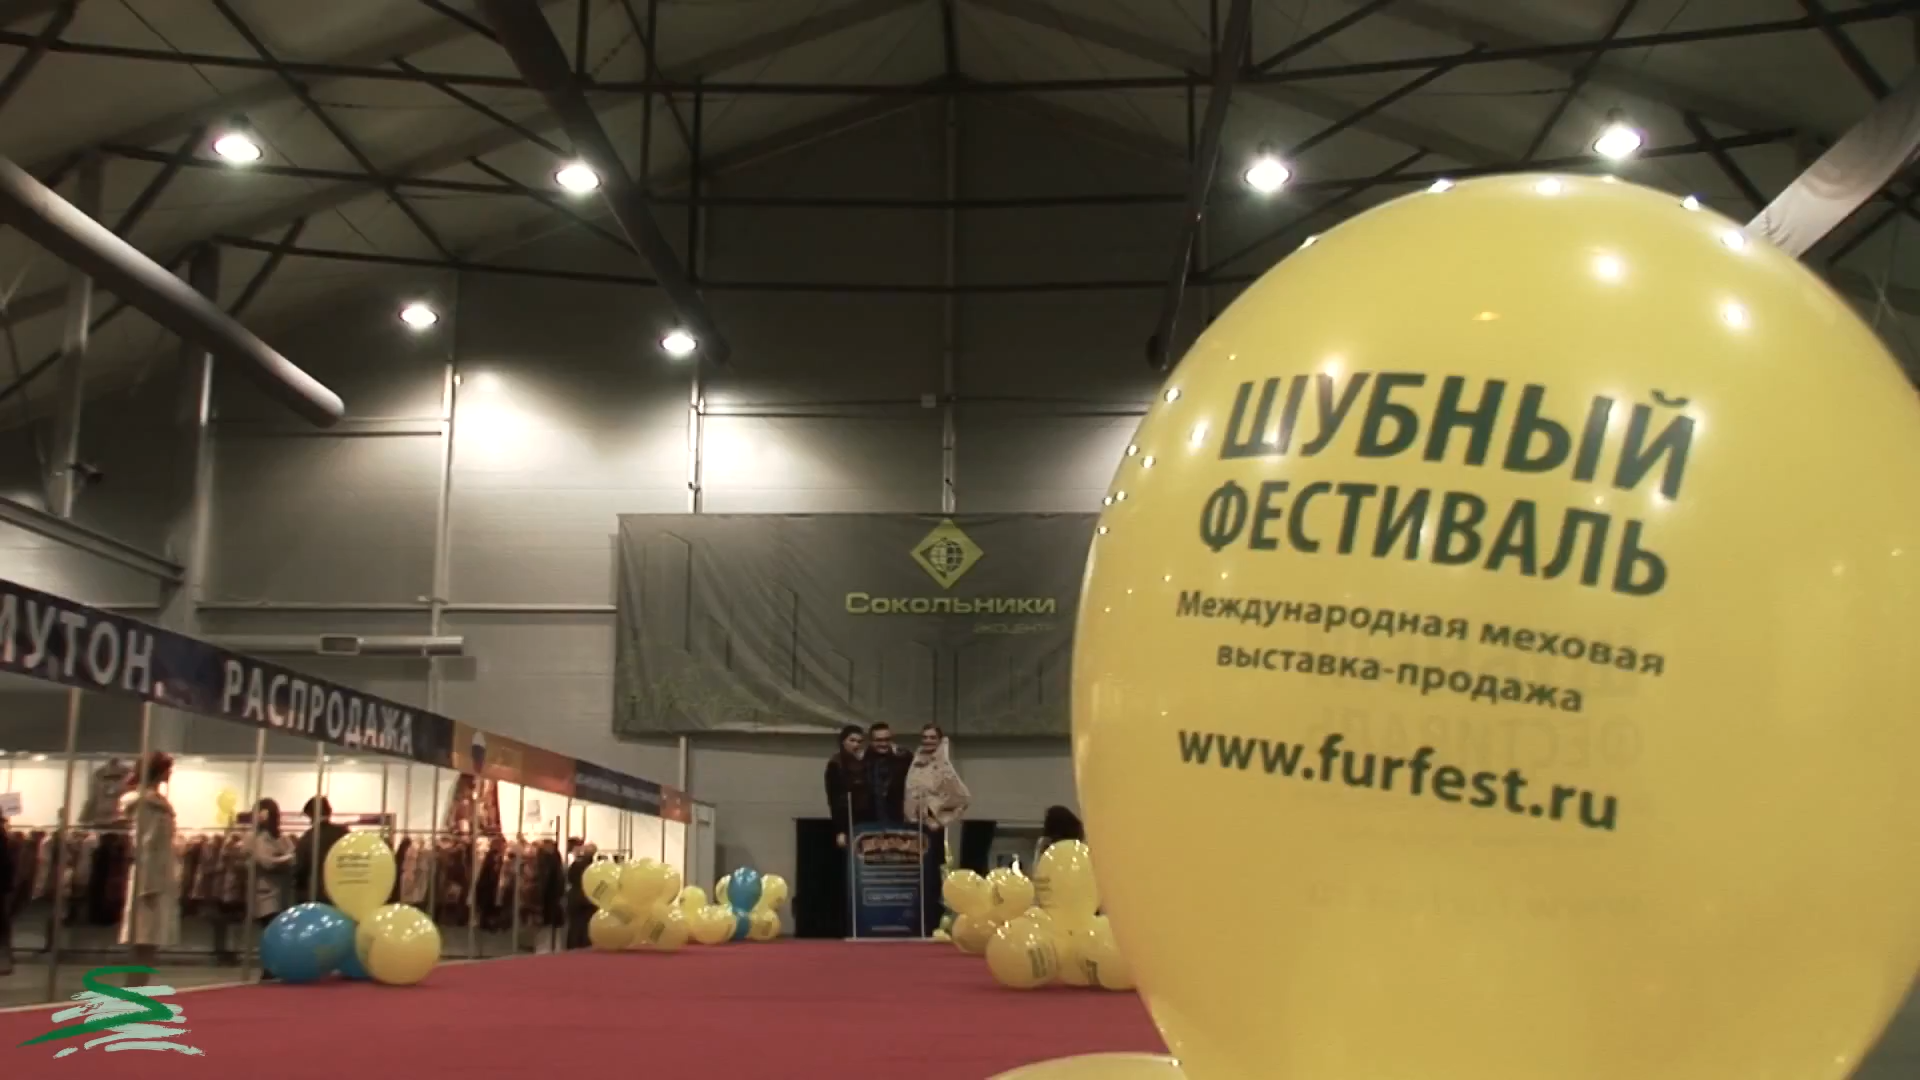 ШУБНЫЙ
ФЕСТИВАЛЬ
Международная меховая
выставка-продажа
www.furfest.ru
СОКОЛЬНИКИ
МУТОН
РАСПРОДАЖА